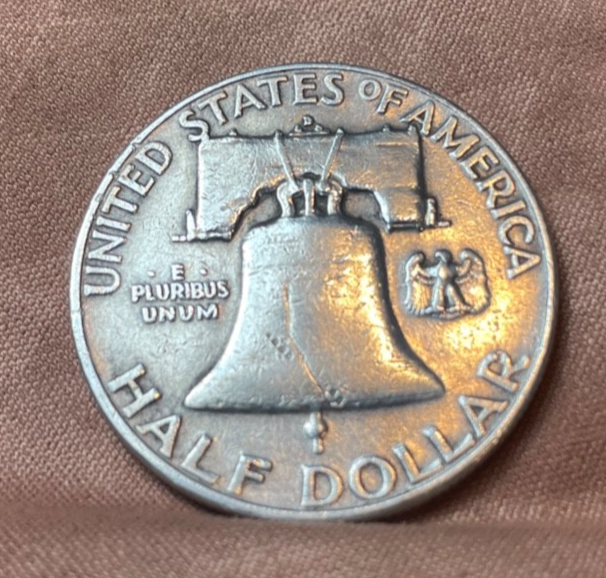 UNITED STATES OF AMERICA
· E ·
PLURIBUS
UNUM
HALF DOLLAR